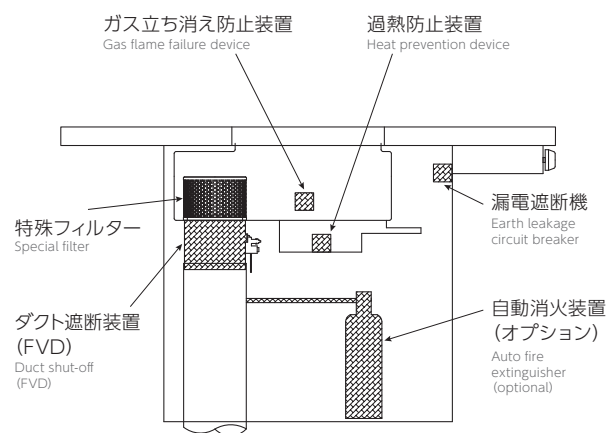 ガス立ち消え防止装置
Gas flame failure device
過熱防止装置
Heat prevention device
特殊フィルター
Special filter
漏電遮断機
Earth leakage
circuit breaker
ダクト遮断装置
(FVD)
Duct shut-off
(FVD)
自動消火装置
(オプション)
Auto fire
extinguisher
(optional)